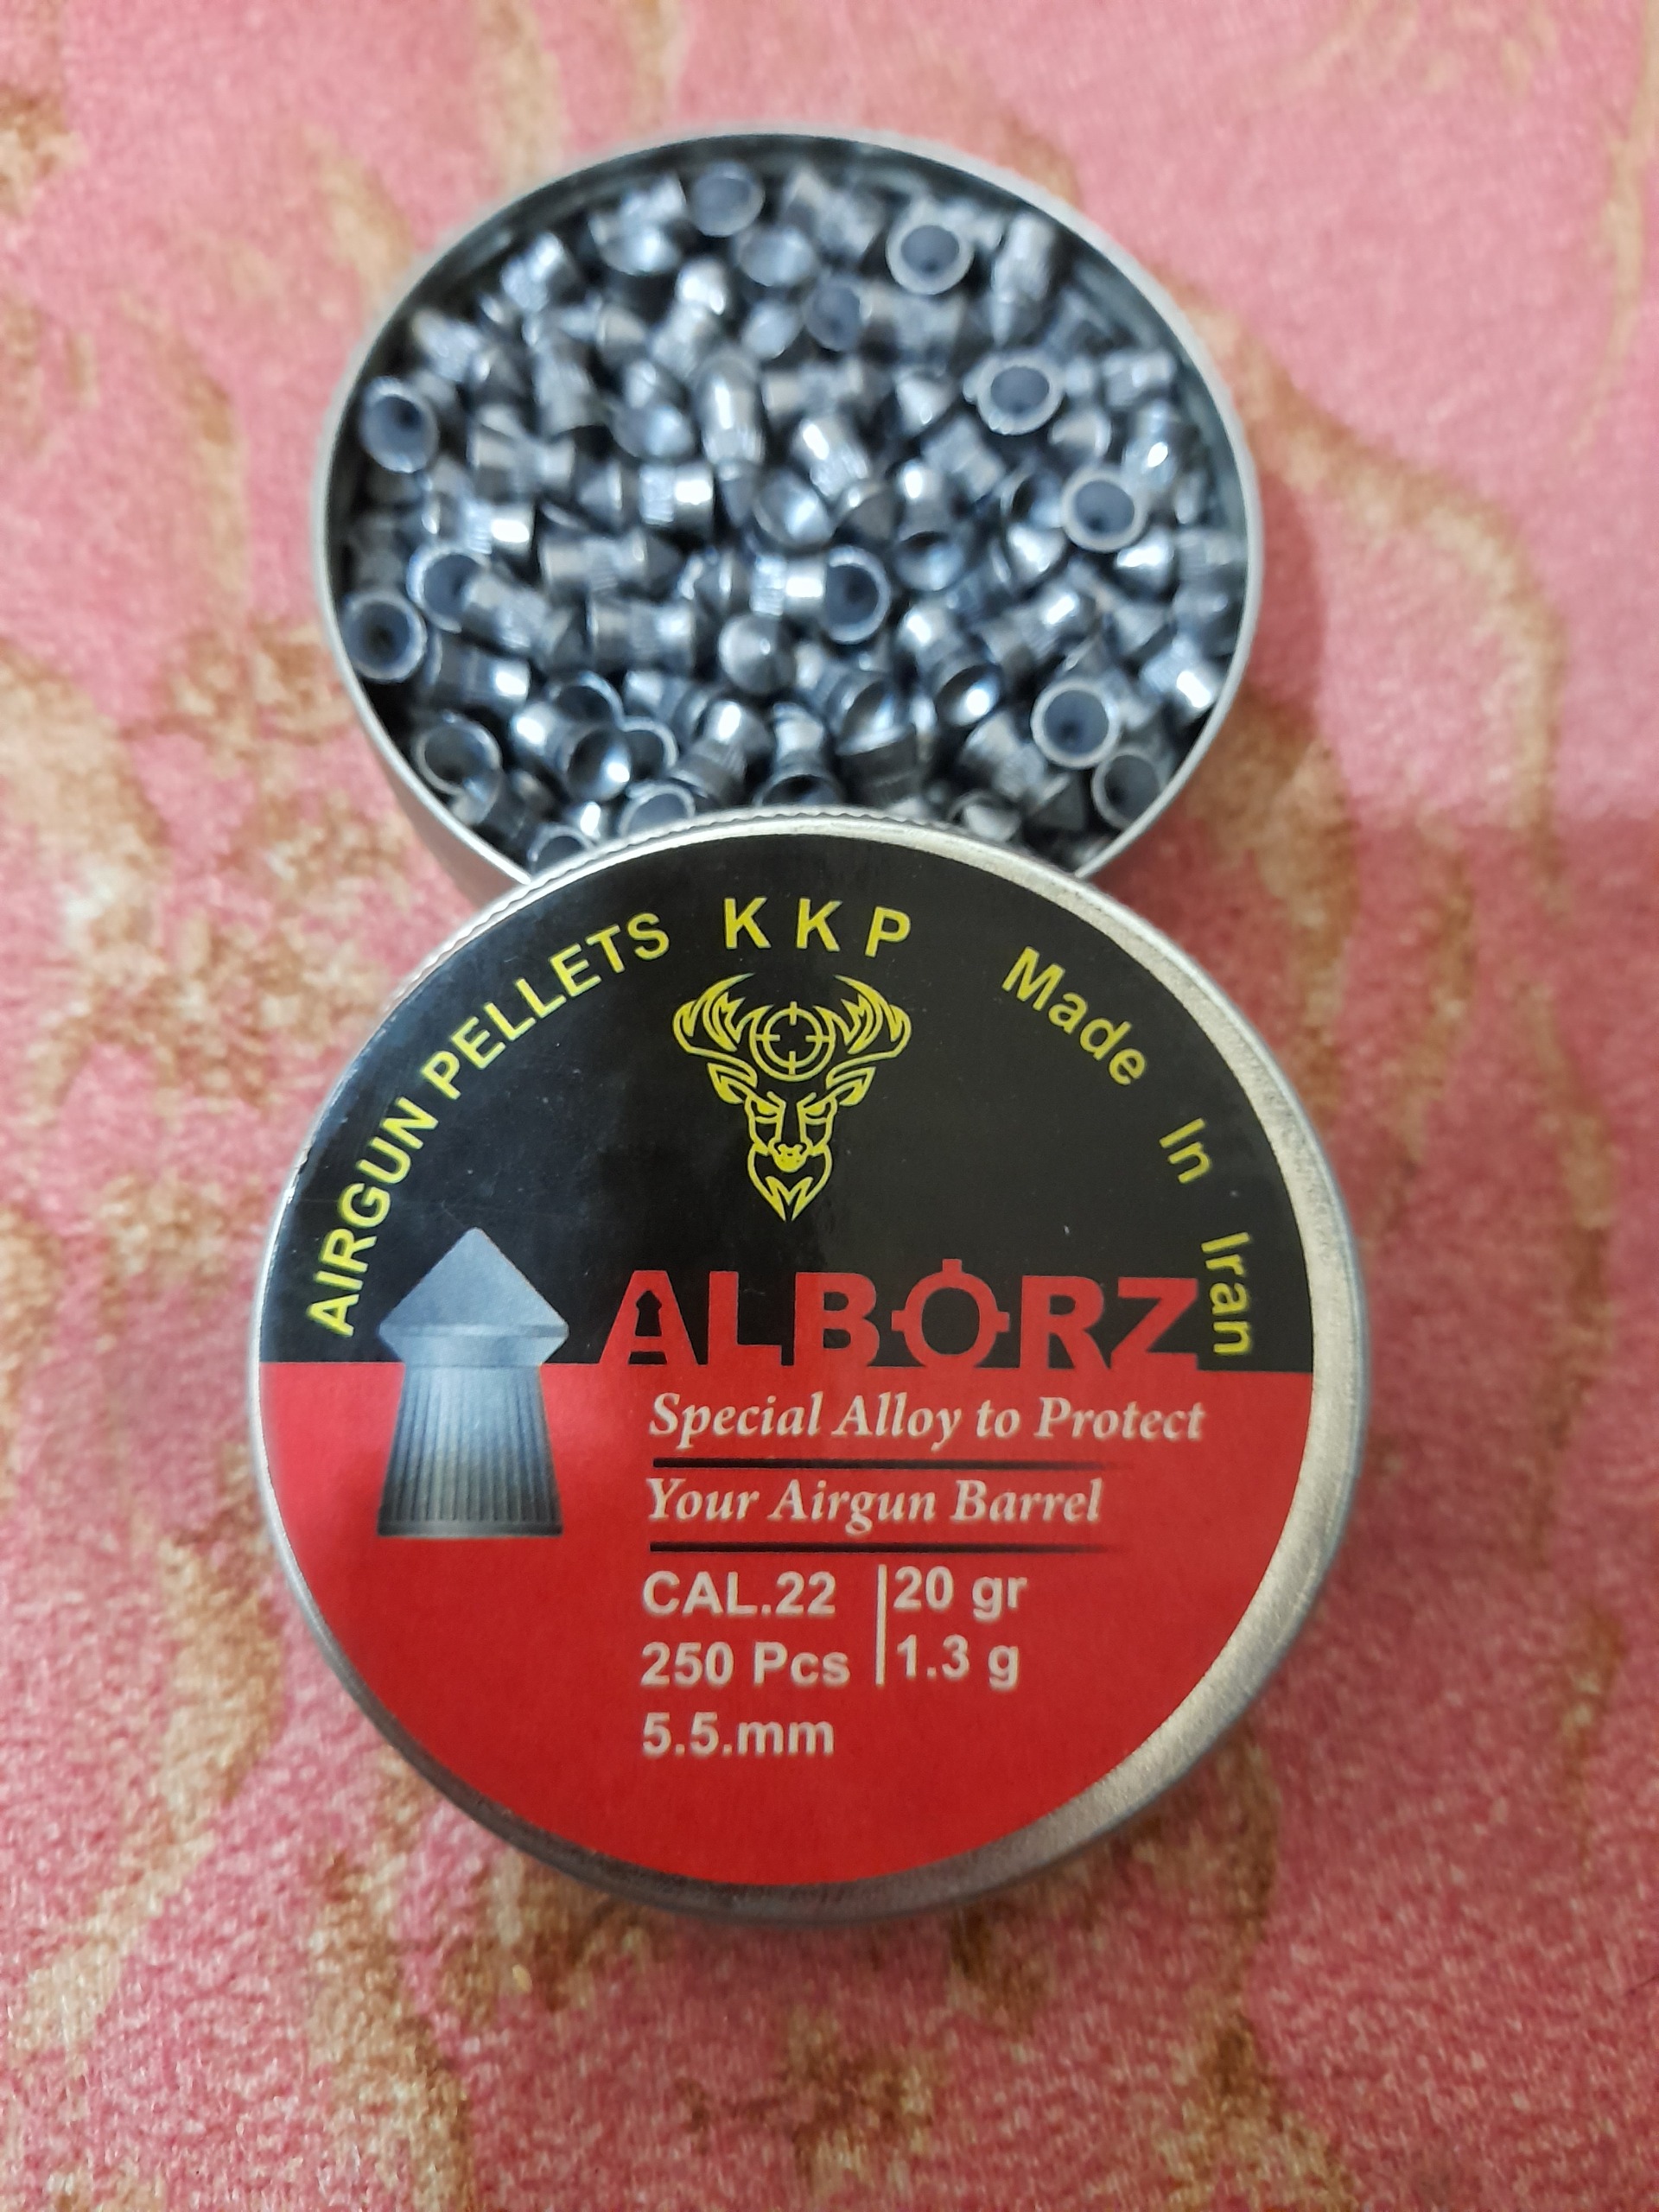 AIRGUN PELLETS KKP Made In Iran
ALBORZ
Special Alloy to Protect
Your Airgun Barrel
CAL.22 20 gr
250 Pcs 1.3 g
5.5.mm